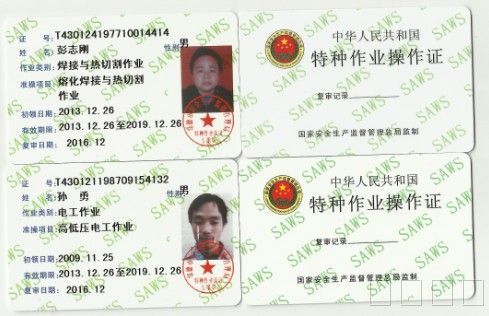 证 号:T430124197710014414
姓 名:彭志刚 性别:男
作业类别:焊接与热切割作业
准操项目:熔化焊接与热切割
作业
初领日期:2013.12.26
有效期限:2013.12.26至2019.12.26
复审日期:2016.12
中华人民共和国
特种作业操作证
复审记录
国家安全生产监督管理总局监制
证 号:T430121198709154132
姓 名:孙 勇 性别:男
作业类别:电工作业
准操项目:高低压电工作业
初领日期:2009.11.25
有效期限:2013.12.26至2019.12.26
复审日期:2016.12
中华人民共和国
特种作业操作证
复审记录
国家安全生产监督管理总局监制
SAWS